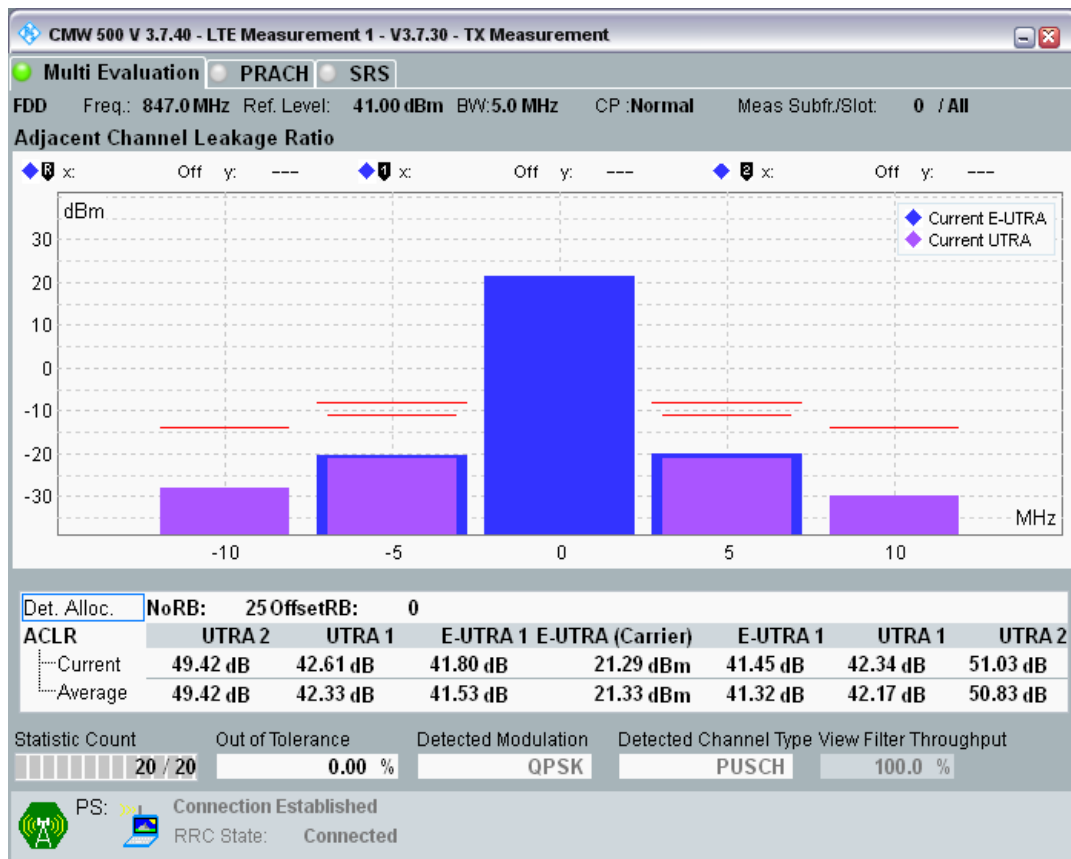 CMW 500 V 3.7.40 - LTE Measurement 1 - V3.7.30 - TX Measurement
Multi Evaluation PRACH SRS
FDD Freq.: 847.0 MHz Ref. Level: 41.00 dBm BW:5.0 MHz CP :Normal Meas Subfr./Slot: 0 / All
Adjacent Channel Leakage Ratio
R x: Off y: --- 1 x: Off y: --- 2 x: Off y: ---
dBm
Current E-UTRA
Current UTRA
30
20
10
0
-10
-20
-30
MHz
-10 -5 0 5 10
Det. Alloc. NoRB: 25 OffsetRB: 0
ACLR UTRA 2 UTRA 1 E-UTRA 1 E-UTRA (Carrier) E-UTRA 1 UTRA 1 UTRA 2
Current 49.42 dB 42.61 dB 41.80 dB 21.29 dBm 41.45 dB 42.34 dB 51.03 dB
Average 49.42 dB 42.33 dB 41.53 dB 21.33 dBm 41.32 dB 42.17 dB 50.83 dB
Statistic Count Out of Tolerance Detected Modulation Detected Channel Type View Filter Throughput
20 / 20 0.00 % QPSK PUSCH 100.0 %
PS: Connection Established
RRC State: Connected